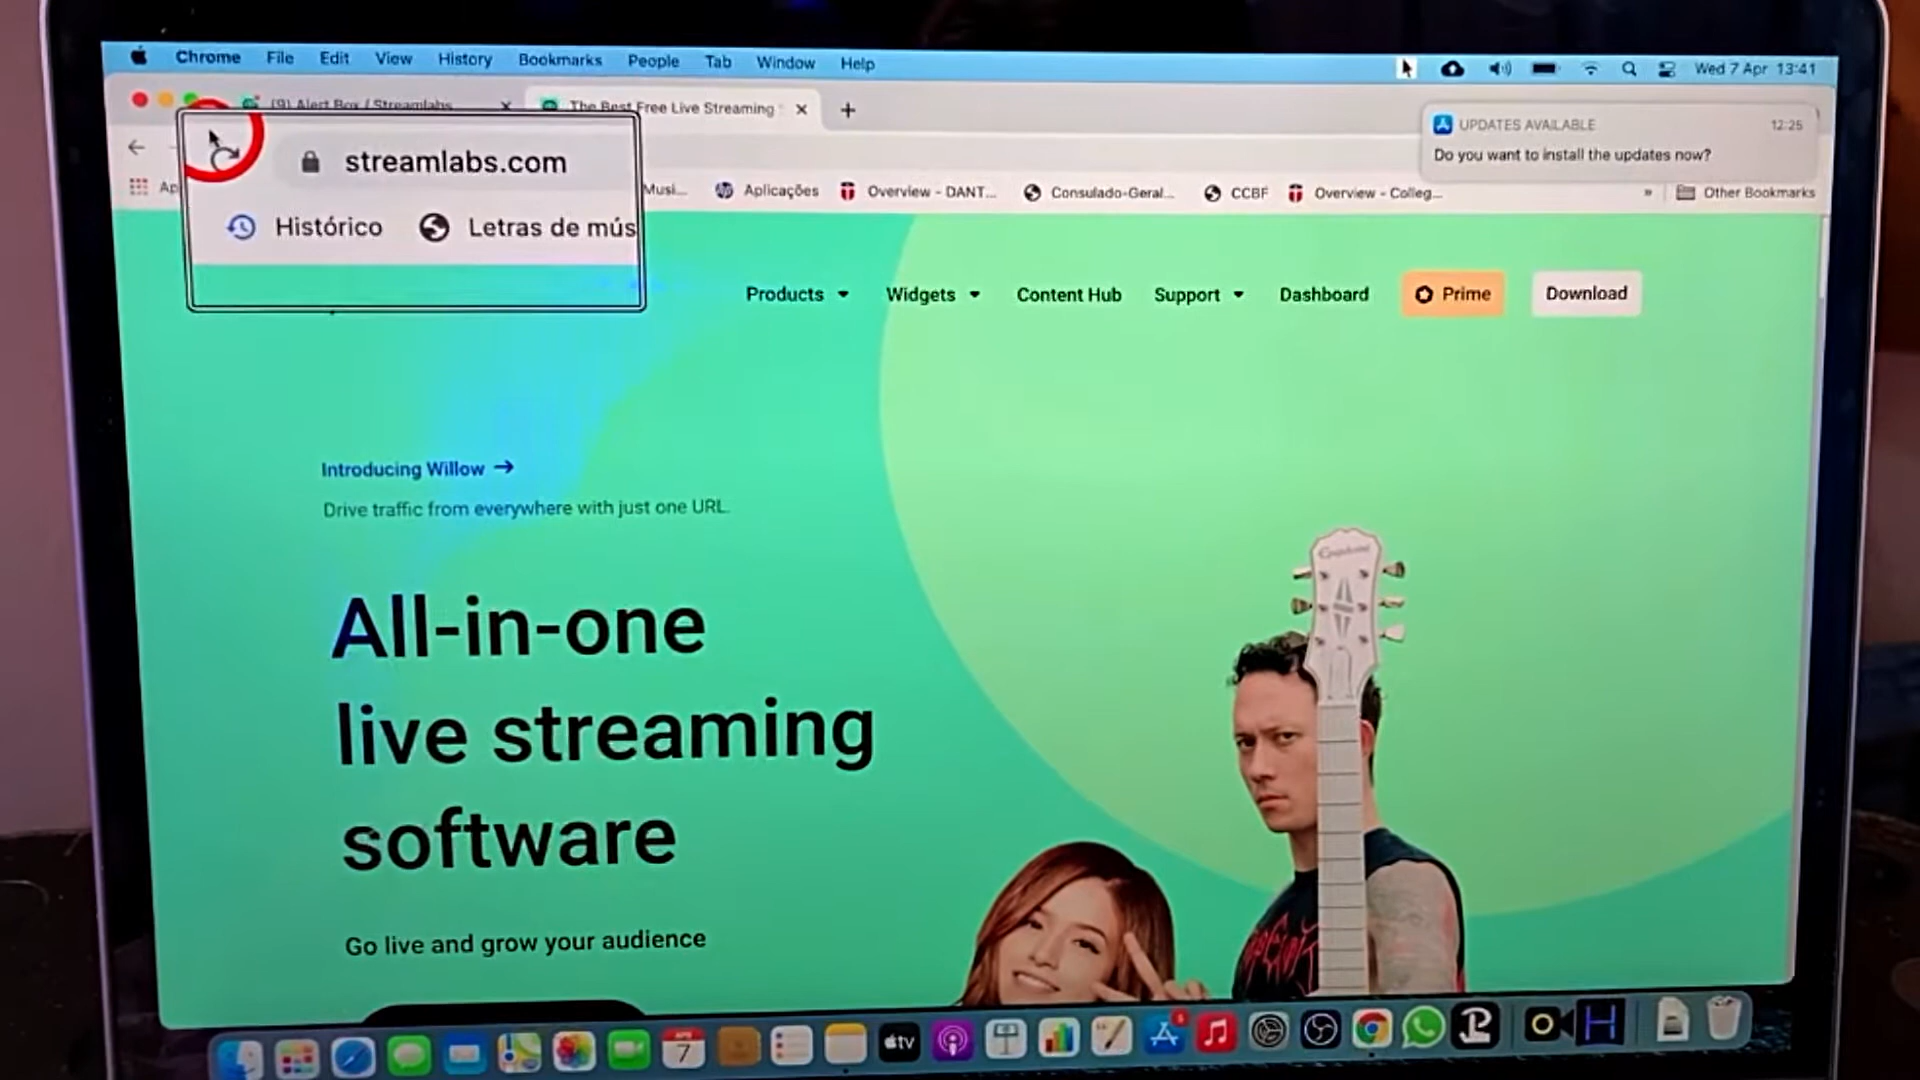 Chrome File Edit View History Bookmarks People Tab Window Help
Wed 7 Apr 13:41
(9) Alert Box / Streamlabs
The Best Free Live Streaming
UPDATES AVAILABLE 12:25
Do you want to install the updates now?
streamlabs.com
Ap
Musi... Aplicações Overview - DANT... Consulado-Geral... CCBF Overview - Colleg... » Other Bookmarks
Histórico Letras de mús
Products Widgets Content Hub Support Dashboard Prime Download
Introducing Willow →
Drive traffic from everywhere with just one URL.
Epiphone
All-in-one
live streaming
software
Go live and grow your audience
APR
7
tv